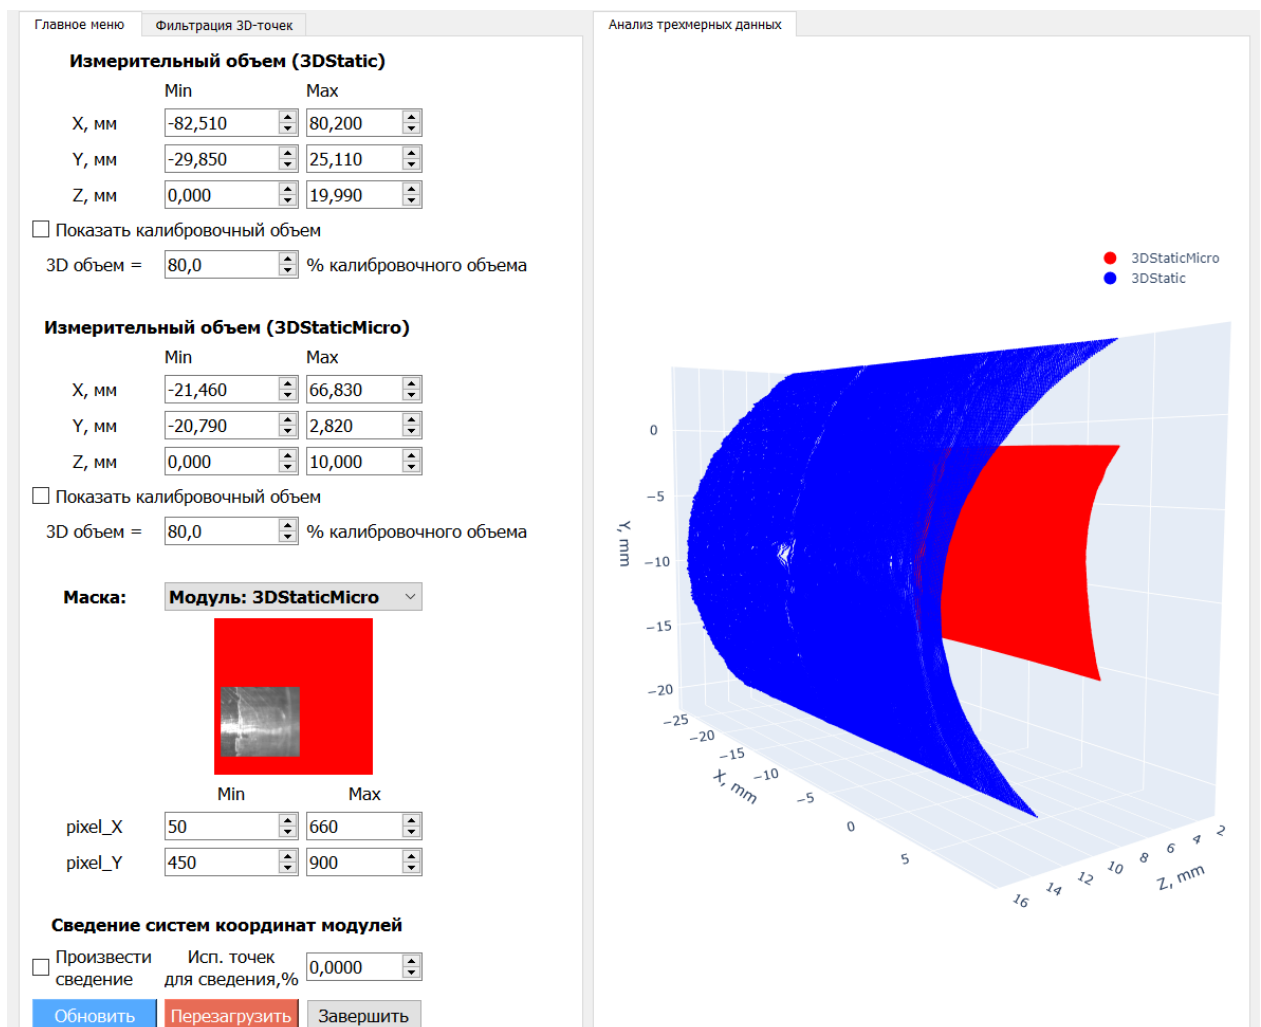 Главное меню
Фильтрация 3D-точек
Измерительный объем (3DStatic)
Min Max
X, мм -82,510 80,200
Y, мм -29,850 25,110
Z, мм 0,000 19,990
Показать калибровочный объем
3D объем = 80,0 % калибровочного объема
Измерительный объем (3DStaticMicro)
Min Max
X, мм -21,460 66,830
Y, мм -20,790 2,820
Z, мм 0,000 10,000
Показать калибровочный объем
3D объем = 80,0 % калибровочного объема
Маска: Модуль: 3DStaticMicro
Min Max
pixel_X 50 660
pixel_Y 450 900
Сведение систем координат модулей
Произвести сведение
Исп. точек для сведения,% 0,0000
Обновить Перезагрузить Завершить
Анализ трехмерных данных
3DStaticMicro
3DStatic
0
−5
−10
−15
−20
Y, mm
−25
−20
−15
−10
−5
0
5
X, mm
16
14
12
10
8
6
4
2
Z, mm